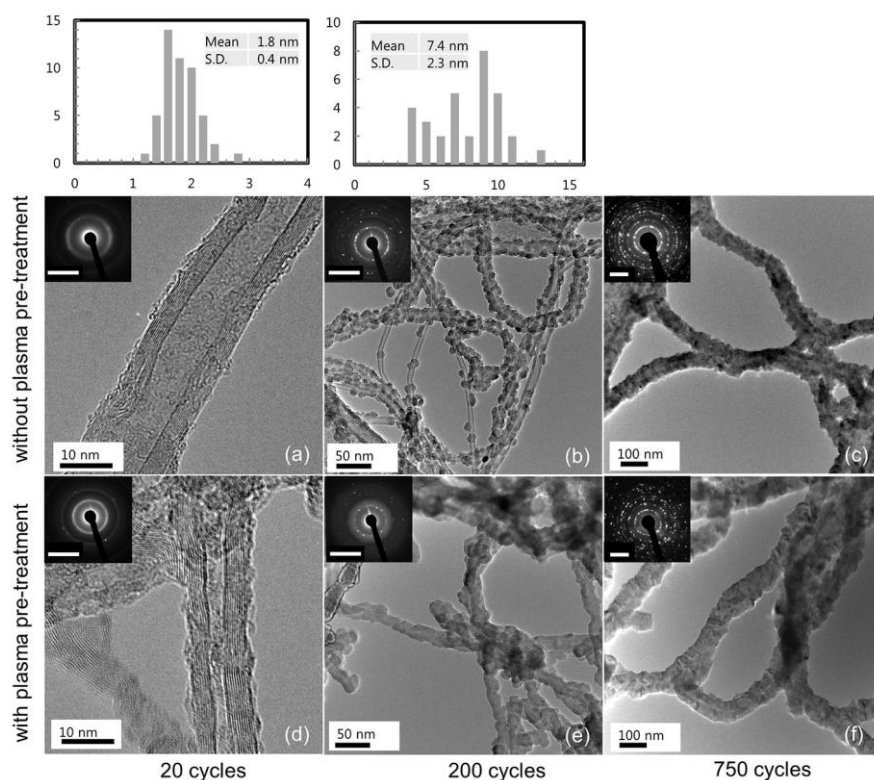 15
10
5
0
0
1
2
3
4
Mean 1.8 nm
S.D. 0.4 nm
10
8
6
4
2
0
0
5
10
15
Mean 7.4 nm
S.D. 2.3 nm
without plasma pre-treatment
10 nm
(a)
50 nm
(b)
100 nm
(c)
with plasma pre-treatment
10 nm
(d)
50 nm
(e)
100 nm
(f)
20 cycles
200 cycles
750 cycles